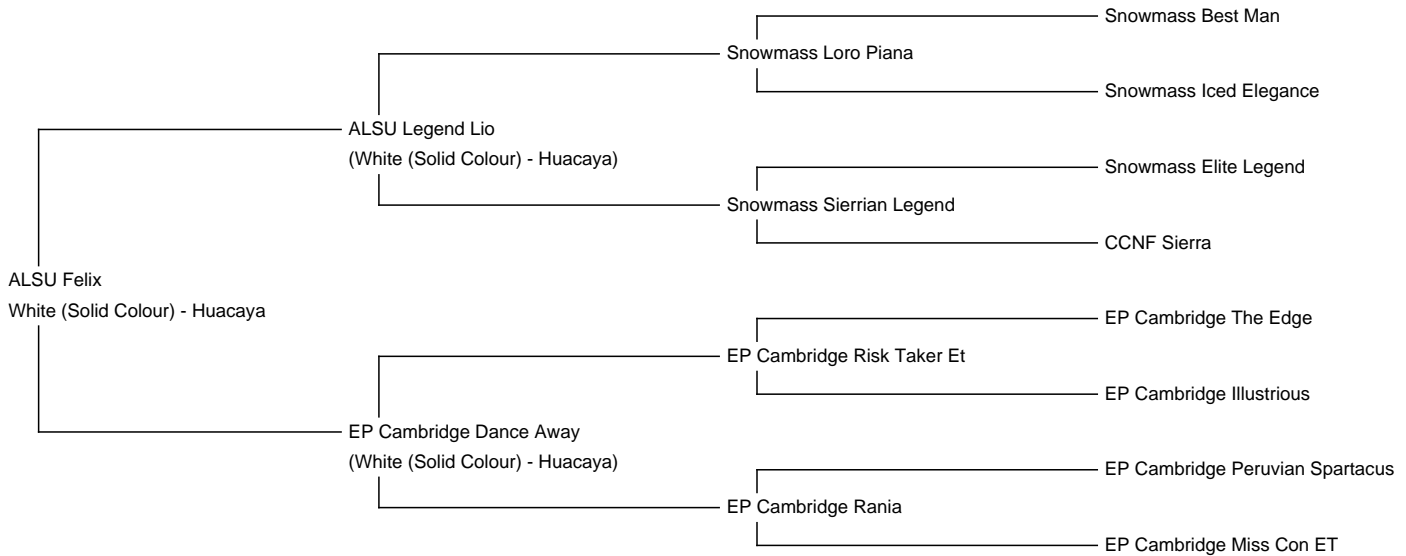 Snowmass Best Man
Snowmass Loro Piana
Snowmass Iced Elegance
ALSU Legend Lio
(White (Solid Colour) - Huacaya)
Snowmass Elite Legend
Snowmass Sierrian Legend
CCNF Sierra
ALSU Felix
White (Solid Colour) - Huacaya
EP Cambridge The Edge
EP Cambridge Risk Taker Et
EP Cambridge Illustrious
EP Cambridge Dance Away
(White (Solid Colour) - Huacaya)
EP Cambridge Peruvian Spartacus
EP Cambridge Rania
EP Cambridge Miss Con ET